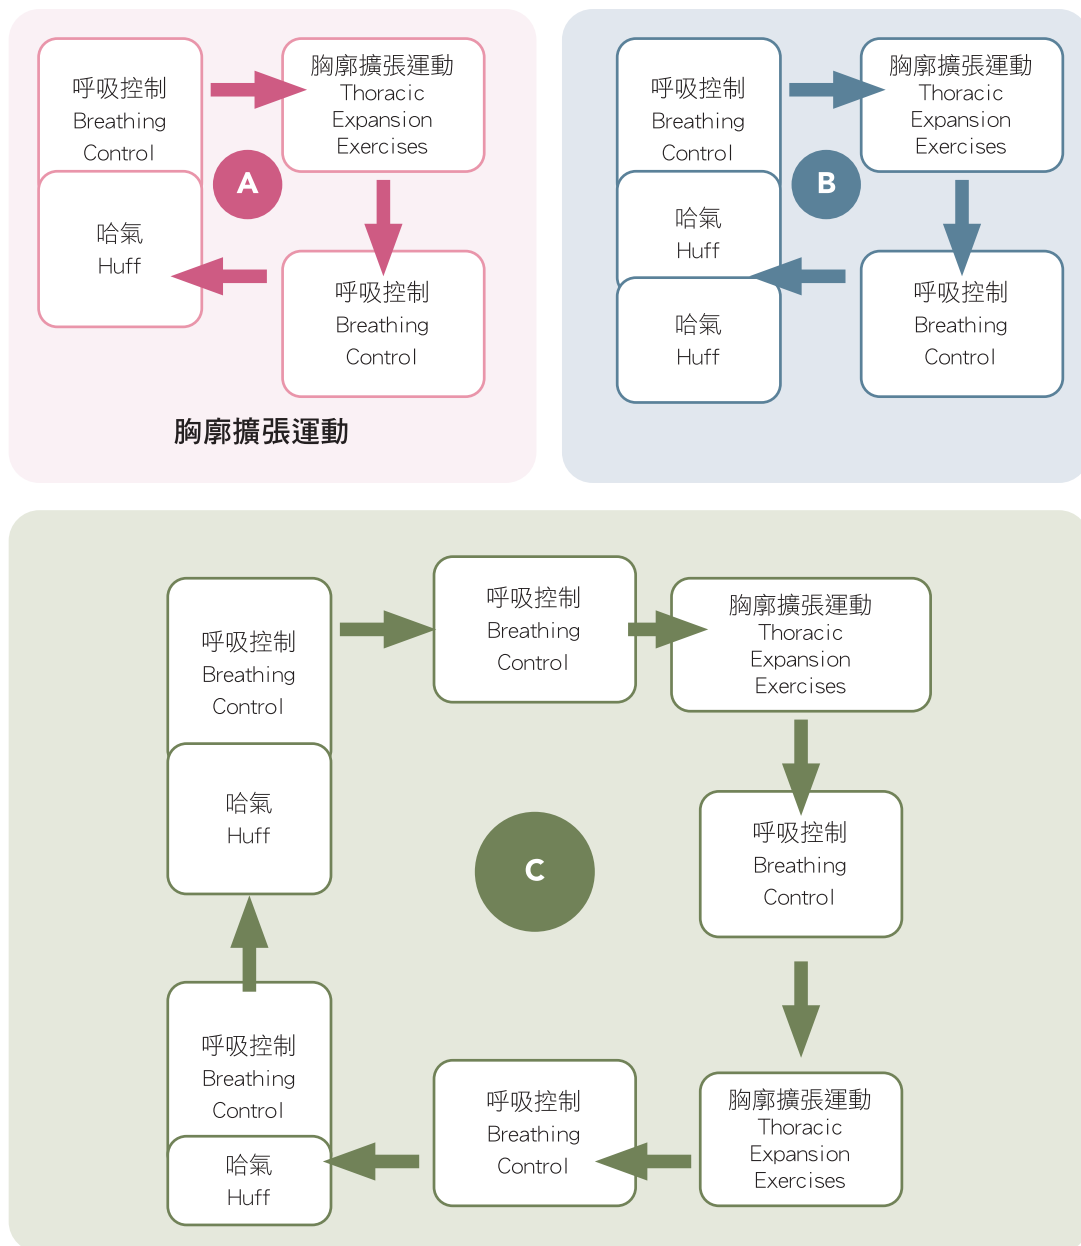 呼吸控制
Breathing
Control
哈氣
Huff
A
胸廓擴張運動
Thoracic
Expansion
Exercises
呼吸控制
Breathing
Control
胸廓擴張運動
呼吸控制
Breathing
Control
哈氣
Huff
哈氣
Huff
B
胸廓擴張運動
Thoracic
Expansion
Exercises
呼吸控制
Breathing
Control
呼吸控制
Breathing
Control
哈氣
Huff
呼吸控制
Breathing
Control
胸廓擴張運動
Thoracic
Expansion
Exercises
C
呼吸控制
Breathing
Control
呼吸控制
Breathing
Control
哈氣
Huff
呼吸控制
Breathing
Control
胸廓擴張運動
Thoracic
Expansion
Exercises